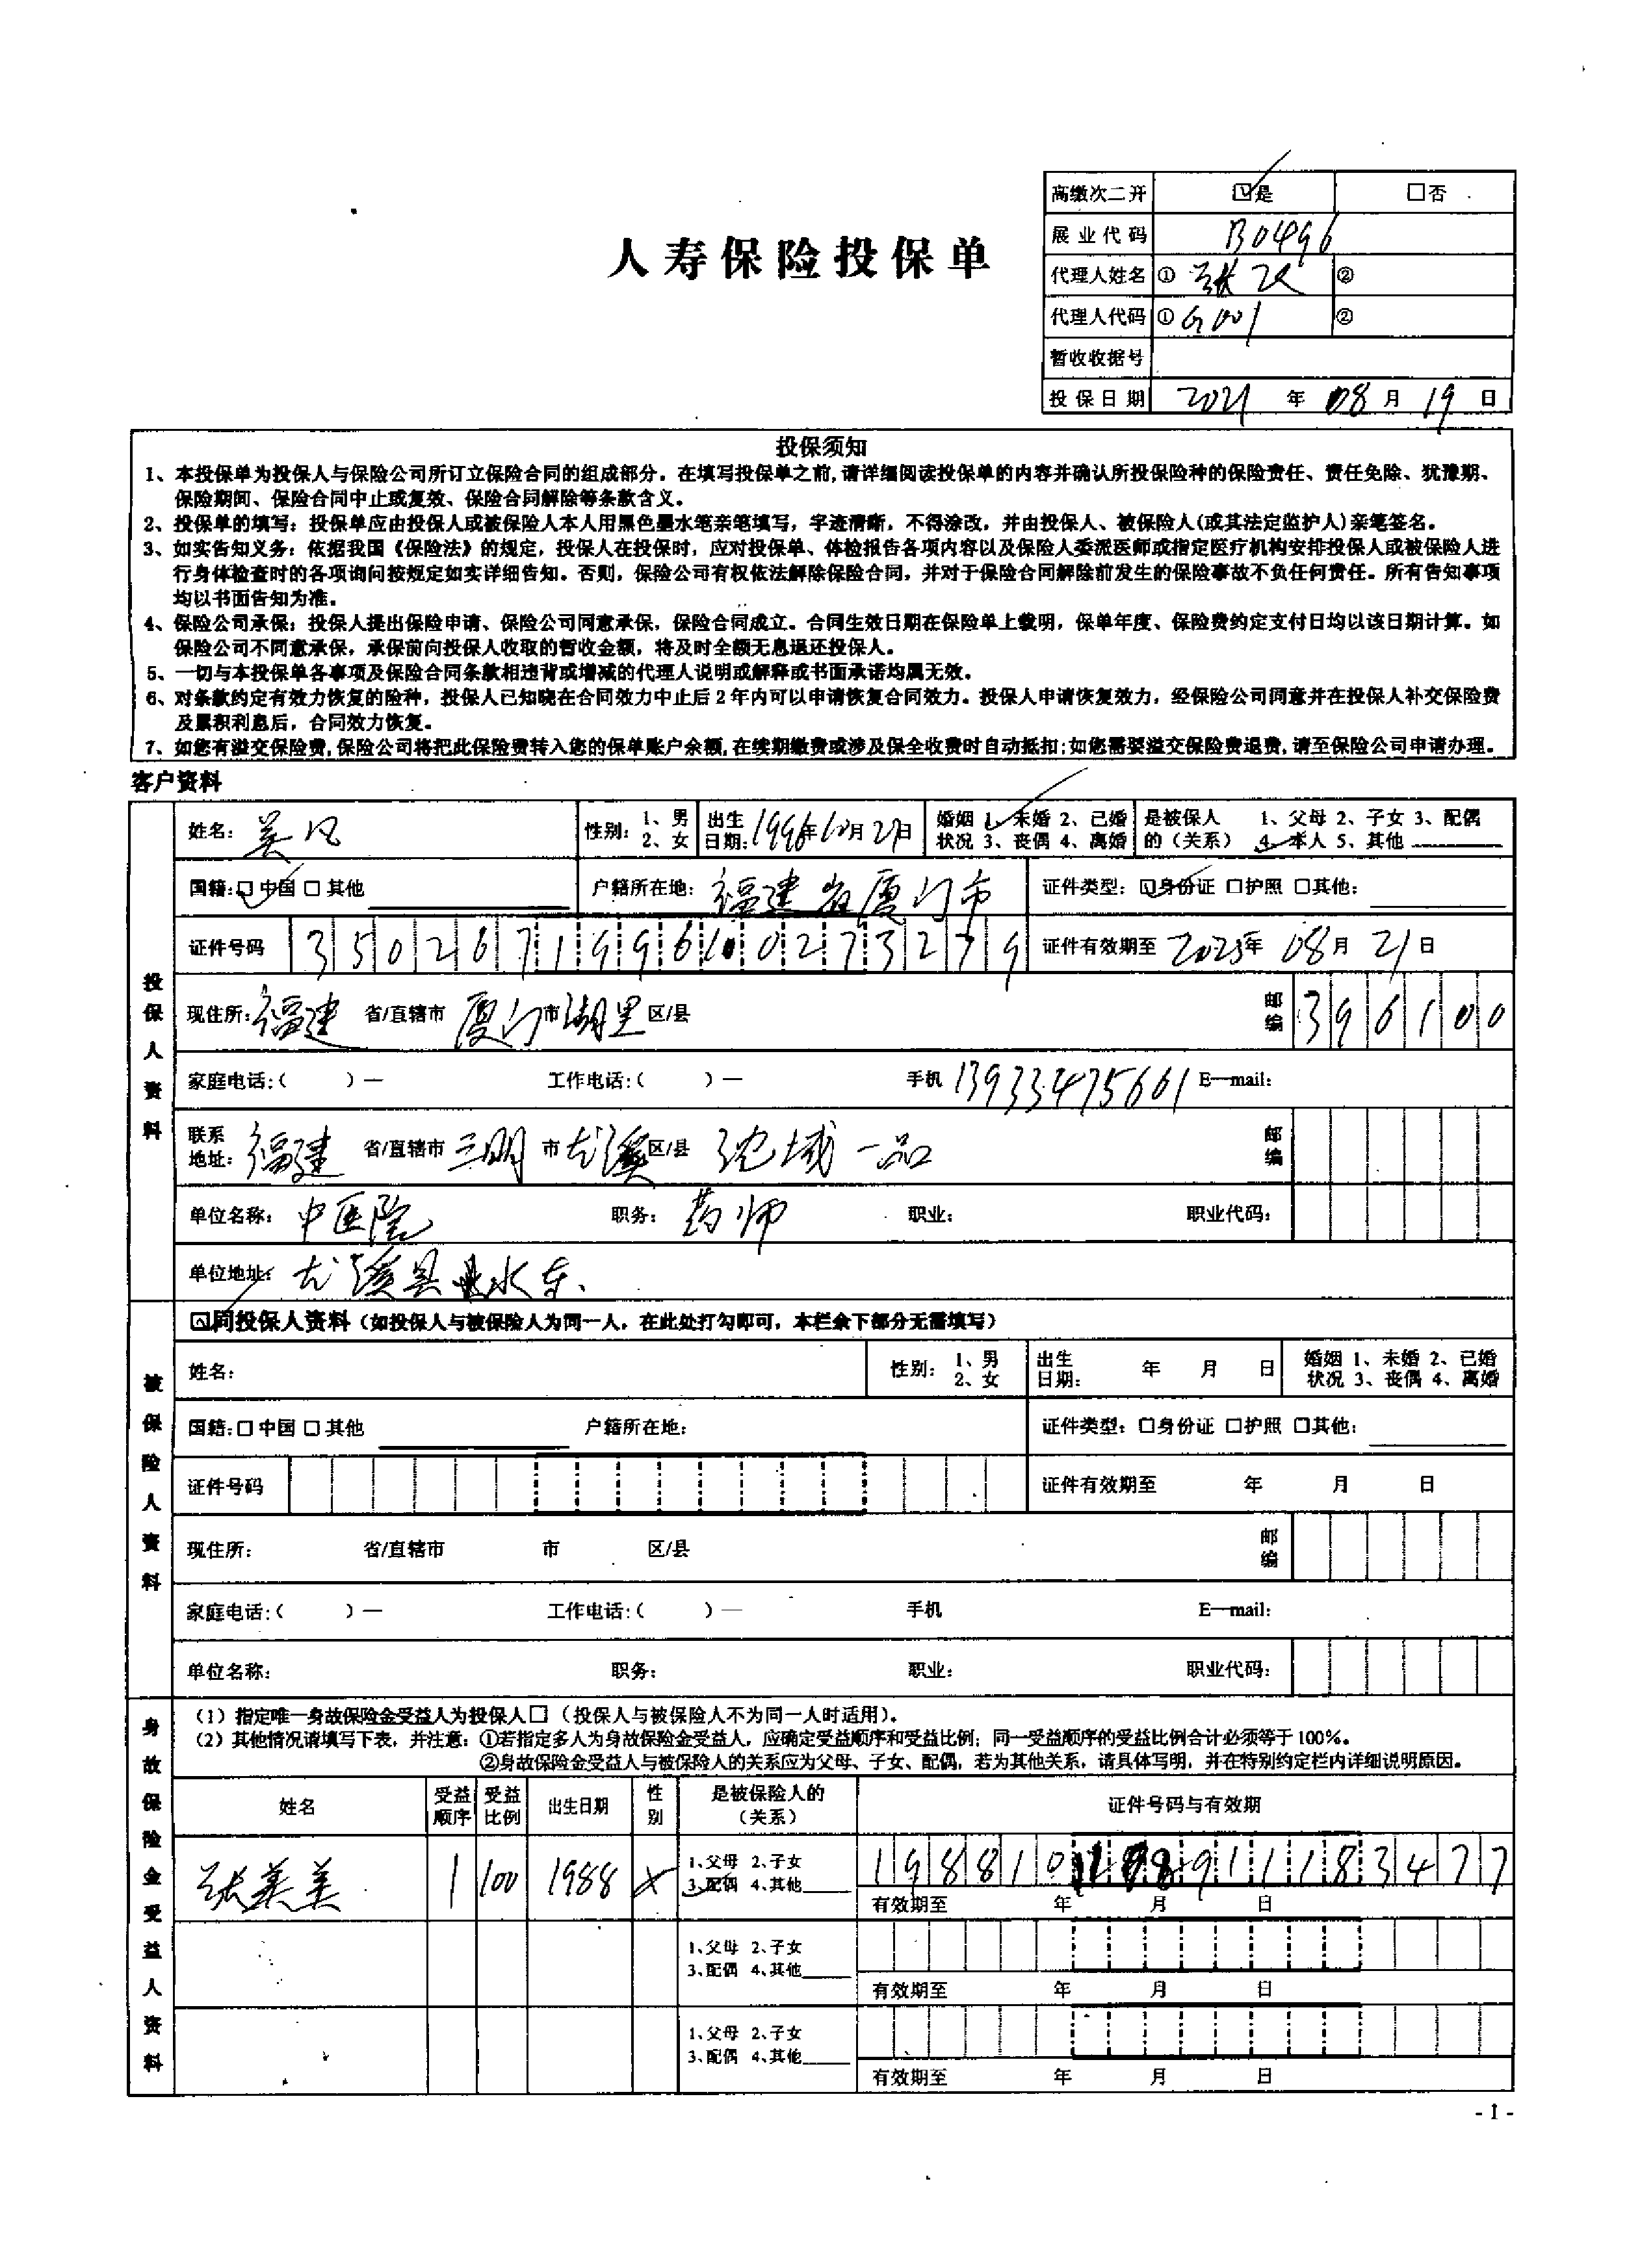 高缴次二开 ☑是 □否
人寿保险投保单
展业代码 B0496
代理人姓名 ① 张 ②
代理人代码 ① G001 ②
暂收收据号
投保日期 2021 年 08 月 19 日
投保须知
1、本投保单为投保人与保险公司所订立保险合同的组成部分。在填写投保单之前,请详细阅读投保单的内容并确认所投保险种的保险责任、责任免除、犹豫期、
保险期间、保险合同中止或复效、保险合同解除等条款含义。
2、投保单的填写：投保单应由投保人或被保险人本人用黑色墨水笔亲笔填写，字迹清晰，不得涂改，并由投保人、被保险人(或其法定监护人)亲笔签名。
3、如实告知义务：依据我国《保险法》的规定，投保人在投保时，应对投保单、体检报告各项内容以及保险人委派医师或指定医疗机构安排投保人或被保险人进
行身体检查时的各项询问按规定如实详细告知。否则，保险公司有权依法解除保险合同，并对于保险合同解除前发生的保险事故不负任何责任。所有告知事项
均以书面告知为准。
4、保险公司承保：投保人提出保险申请、保险公司同意承保，保险合同成立。合同生效日期在保险单上载明，保单年度、保险费约定支付日均以该日期计算。如
保险公司不同意承保，承保前向投保人收取的暂收金额，将及时全额无息退还投保人。
5、一切与本投保单各事项及保险合同条款相违背或增减的代理人说明或解释或书面承诺均属无效。
6、对条款约定有效力恢复的险种，投保人已知晓在合同效力中止后2年内可以申请恢复合同效力。投保人申请恢复效力，经保险公司同意并在投保人补交保险费
及累积利息后，合同效力恢复。
7、如您有溢交保险费,保险公司将把此保险费转入您的保单账户余额,在续期缴费或涉及保全收费时自动抵扣;如您需要溢交保险费退费,请至保险公司申请办理。
客户资料
投保人资料
姓名： 性别：1、男 2、女 出生日期：1996年10月27日 婚姻状况 1、未婚 2、已婚 3、丧偶 4、离婚 是被保人的（关系） 1、父母 2、子女 3、配偶 4、本人 5、其他
国籍：☑中国 □其他 户籍所在地：福建省厦门市 证件类型：☑身份证 □护照 □其他：
证件号码 350267199610273279 证件有效期至 2025年 08月 21日
现住所：福建 省/直辖市 厦门 市 湖里 区/县 邮编 396100
家庭电话:( )— 工作电话:( )— 手机 13933475661 E—mail:
联系地址：福建 省/直辖市 三明 市 尤溪 区/县 沈城一品 邮编
单位名称：中医院 职务：药师 职业： 职业代码：
单位地址：尤溪县 水东
被保险人资料
☑同投保人资料（如投保人与被保险人为同一人，在此处打勾即可，本栏余下部分无需填写）
姓名： 性别：1、男 2、女 出生日期： 年 月 日 婚姻状况 1、未婚 2、已婚 3、丧偶 4、离婚
国籍：□中国 □其他 户籍所在地： 证件类型：□身份证 □护照 □其他：
证件号码 证件有效期至 年 月 日
现住所： 省/直辖市 市 区/县 邮编
家庭电话:( )— 工作电话:( )— 手机 E—mail:
单位名称： 职务： 职业： 职业代码：
身故保险金受益人资料
（1）指定唯一身故保险金受益人为投保人□（投保人与被保险人不为同一人时适用）。
（2）其他情况请填写下表，并注意：①若指定多人为身故保险金受益人，应确定受益顺序和受益比例；同一受益顺序的受益比例合计必须等于100%。
②身故保险金受益人与被保险人的关系应为父母、子女、配偶，若为其他关系，请具体写明，并在特别约定栏内详细说明原因。
姓名 受益顺序 受益比例 出生日期 性别 是被保险人的（关系） 证件号码与有效期
张美美 1 100 1988 1、父母 2、子女 3、配偶 4、其他
有效期至 年 月 日
1、父母 2、子女 3、配偶 4、其他
有效期至 年 月 日
1、父母 2、子女 3、配偶 4、其他
有效期至 年 月 日
- 1 -